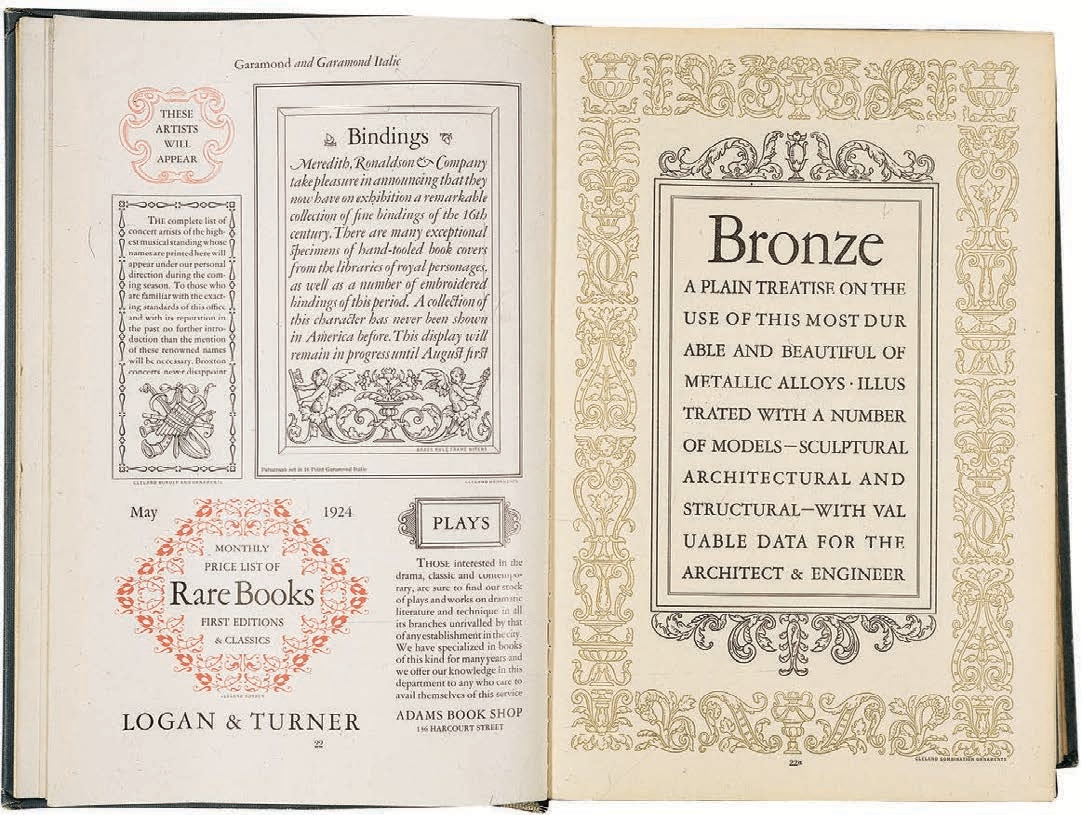 Garamond and Garamond Italic
THESE
ARTISTS
WILL
APPEAR
THE complete list of
concert artists of the high-
est musical standing whose
names are printed here will
appear under our personal
direction during the com-
ing season. To those who
are familiar with the exact-
ing standards of this office
and with its reputation in
the past no further intro-
duction than the mention
of these renowned names
will be necessary. Broxton
concerts never disappoint
CLELAND BORDER AND ORNAMENTS
Bindings
Meredith, Ronaldson & Company
take pleasure in announcing that they
now have on exhibition a remarkable
collection of fine bindings of the 16th
century. There are many exceptional
specimens of hand-tooled book covers
from the libraries of royal personages,
as well as a number of embroidered
bindings of this period. A collection of
this character has never been shown
in America before. This display will
remain in progress until August first
BRASS RULE FRAME
Paragraph set in 16 Point Garamond Italic
CLELAND ORNAMENTS
May 1924
MONTHLY
PRICE LIST OF
Rare Books
FIRST EDITIONS
& CLASSICS
CLELAND BORDER
LOGAN & TURNER
PLAYS
THOSE interested in the
drama, classic and contempo-
rary, are sure to find our stock
of plays and works on dramatic
literature and technique in all
its branches unrivalled by that
of any establishment in the city.
We have specialized in books
of this kind for many years and
we offer our knowledge in this
department to any who care to
avail themselves of this service
ADAMS BOOK SHOP
136 HARCOURT STREET
22
Bronze
A PLAIN TREATISE ON THE
USE OF THIS MOST DUR
ABLE AND BEAUTIFUL OF
METALLIC ALLOYS · ILLUS
TRATED WITH A NUMBER
OF MODELS—SCULPTURAL
ARCHITECTURAL AND
STRUCTURAL—WITH VAL
UABLE DATA FOR THE
ARCHITECT & ENGINEER
CLELAND COMBINATION ORNAMENTS
22a